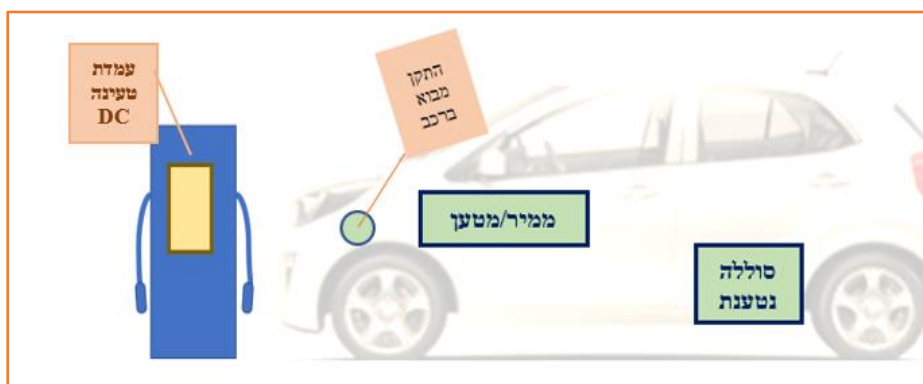 עמדת
טעינה
DC
התקן
מבוא
ברכב
ממיר/מטען
סוללה
נטענת